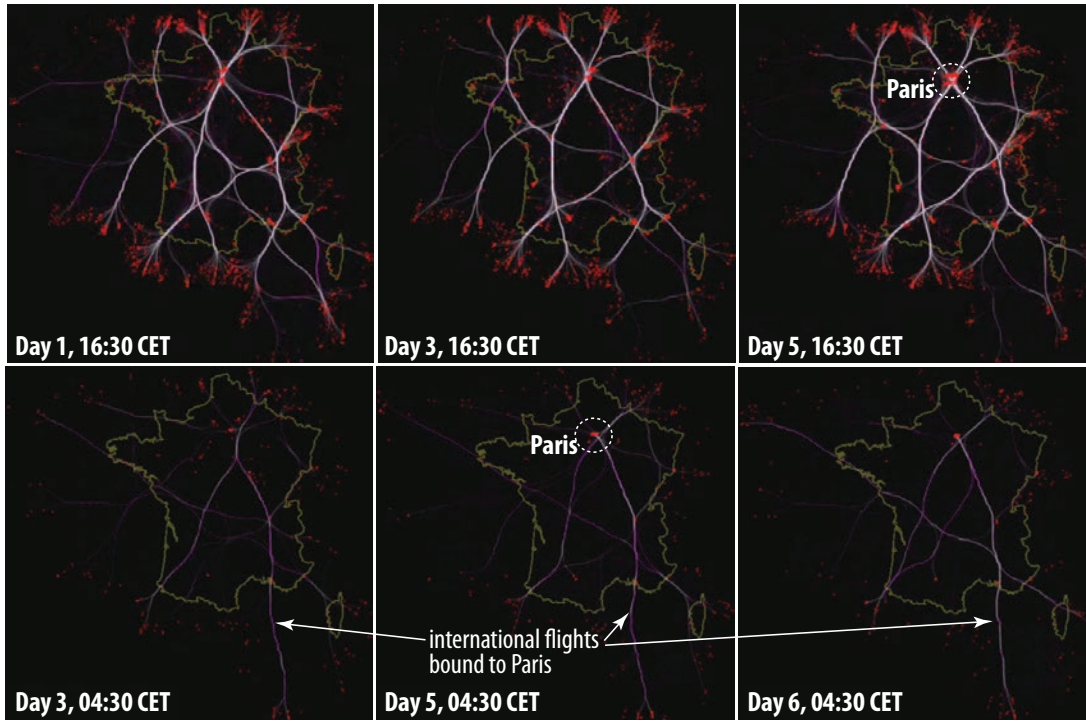 Paris
Day 1, 16:30 CET
Day 3, 16:30 CET
Day 5, 16:30 CET
Paris
international flights
bound to Paris
Day 3, 04:30 CET
Day 5, 04:30 CET
Day 6, 04:30 CET